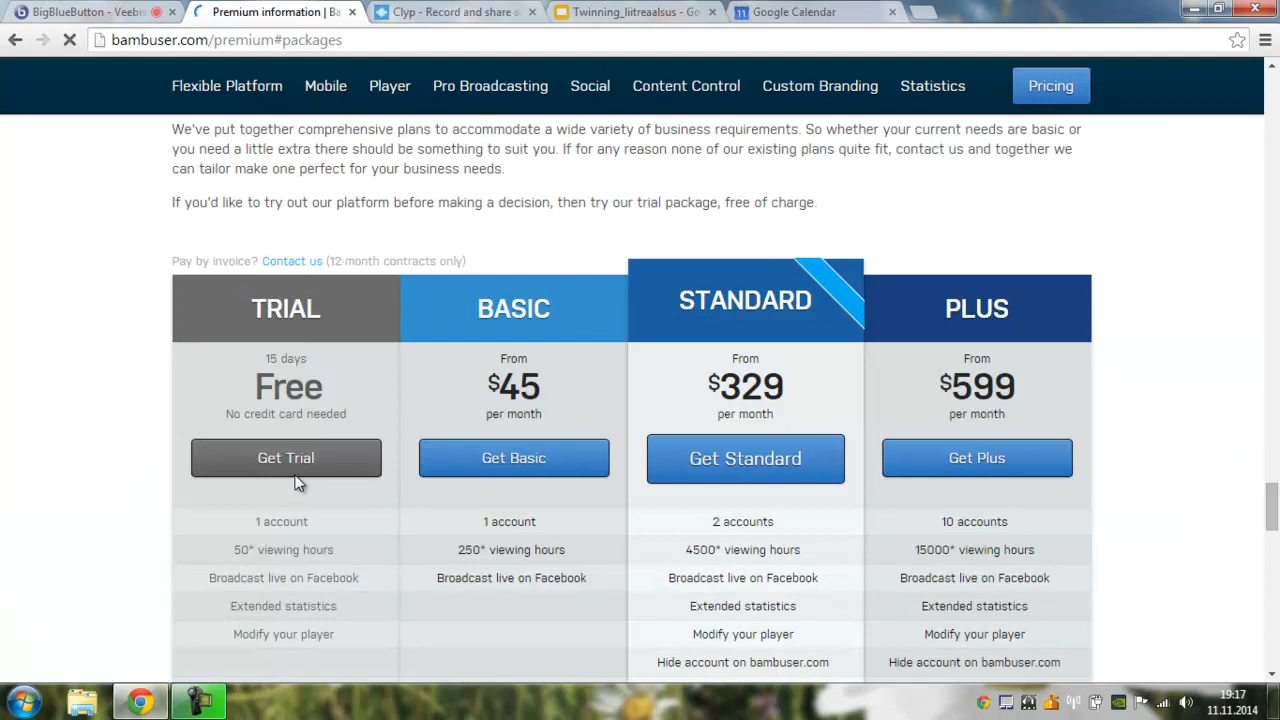 BigBlueButton - Veebi
Premium information | Ba
Clyp - Record and share a
Twinning_liitreaalsus - Go
11 Google Calendar
bambuser.com/premium#packages
Flexible Platform Mobile Player Pro Broadcasting Social Content Control Custom Branding Statistics Pricing
We've put together comprehensive plans to accommodate a wide variety of business requirements. So whether your current needs are basic or
you need a little extra there should be something to suit you. If for any reason none of our existing plans quite fit, contact us and together we
can tailor make one perfect for your business needs.
If you'd like to try out our platform before making a decision, then try our trial package, free of charge.
Pay by invoice? Contact us (12-month contracts only)
TRIAL BASIC STANDARD PLUS
15 days From From From
Free $45 $329 $599
No credit card needed per month per month per month
Get Trial Get Basic Get Standard Get Plus
1 account 1 account 2 accounts 10 accounts
50* viewing hours 250* viewing hours 4500* viewing hours 15000* viewing hours
Broadcast live on Facebook Broadcast live on Facebook Broadcast live on Facebook Broadcast live on Facebook
Extended statistics Extended statistics Extended statistics
Modify your player Modify your player Modify your player
Hide account on bambuser.com Hide account on bambuser.com
19:17
11.11.2014